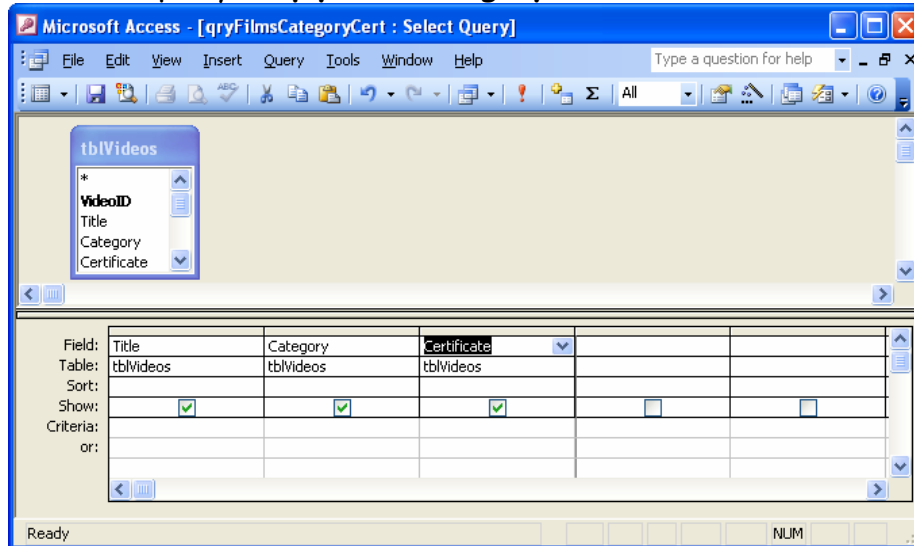 Microsoft Access - [qryFilmsCategoryCert : Select Query]
File Edit View Insert Query Tools Window Help Type a question for help
ABC Σ All
tblVideos
*
VideoID
Title
Category
Certificate
Field: Title Category Certificate
Table: tblVideos tblVideos tblVideos
Sort:
Show:
Criteria:
or:
Ready NUM